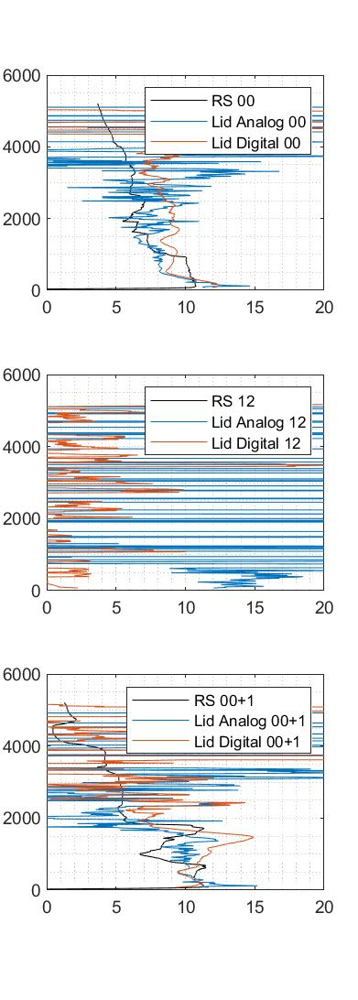 6000
4000
2000
0
RS 00
Lid Analog 00
Lid Digital 00
0 5 10 15 20
6000
4000
2000
0
RS 12
Lid Analog 12
Lid Digital 12
0 5 10 15 20
6000
4000
2000
0
RS 00+1
Lid Analog 00+1
Lid Digital 00+1
0 5 10 15 20